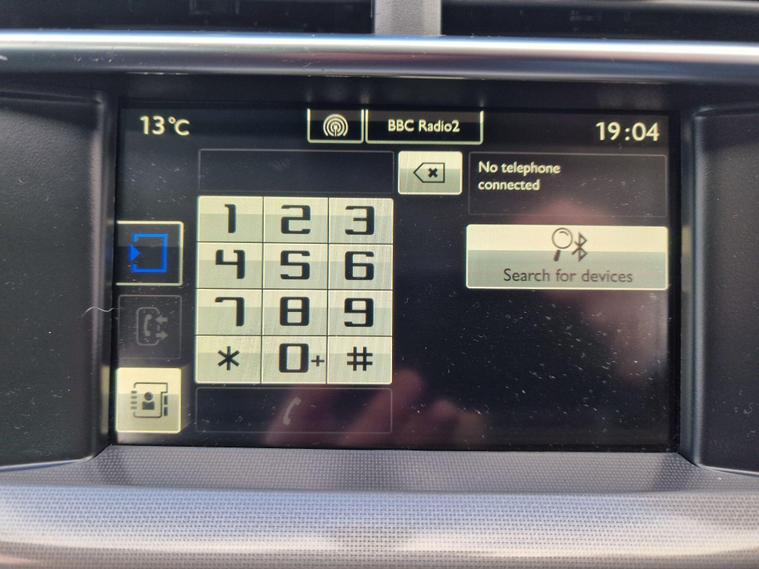 13°C
BBC Radio2
19:04
No telephone
connected
1 2 3
4 5 6
7 8 9
* 0+ #
Search for devices